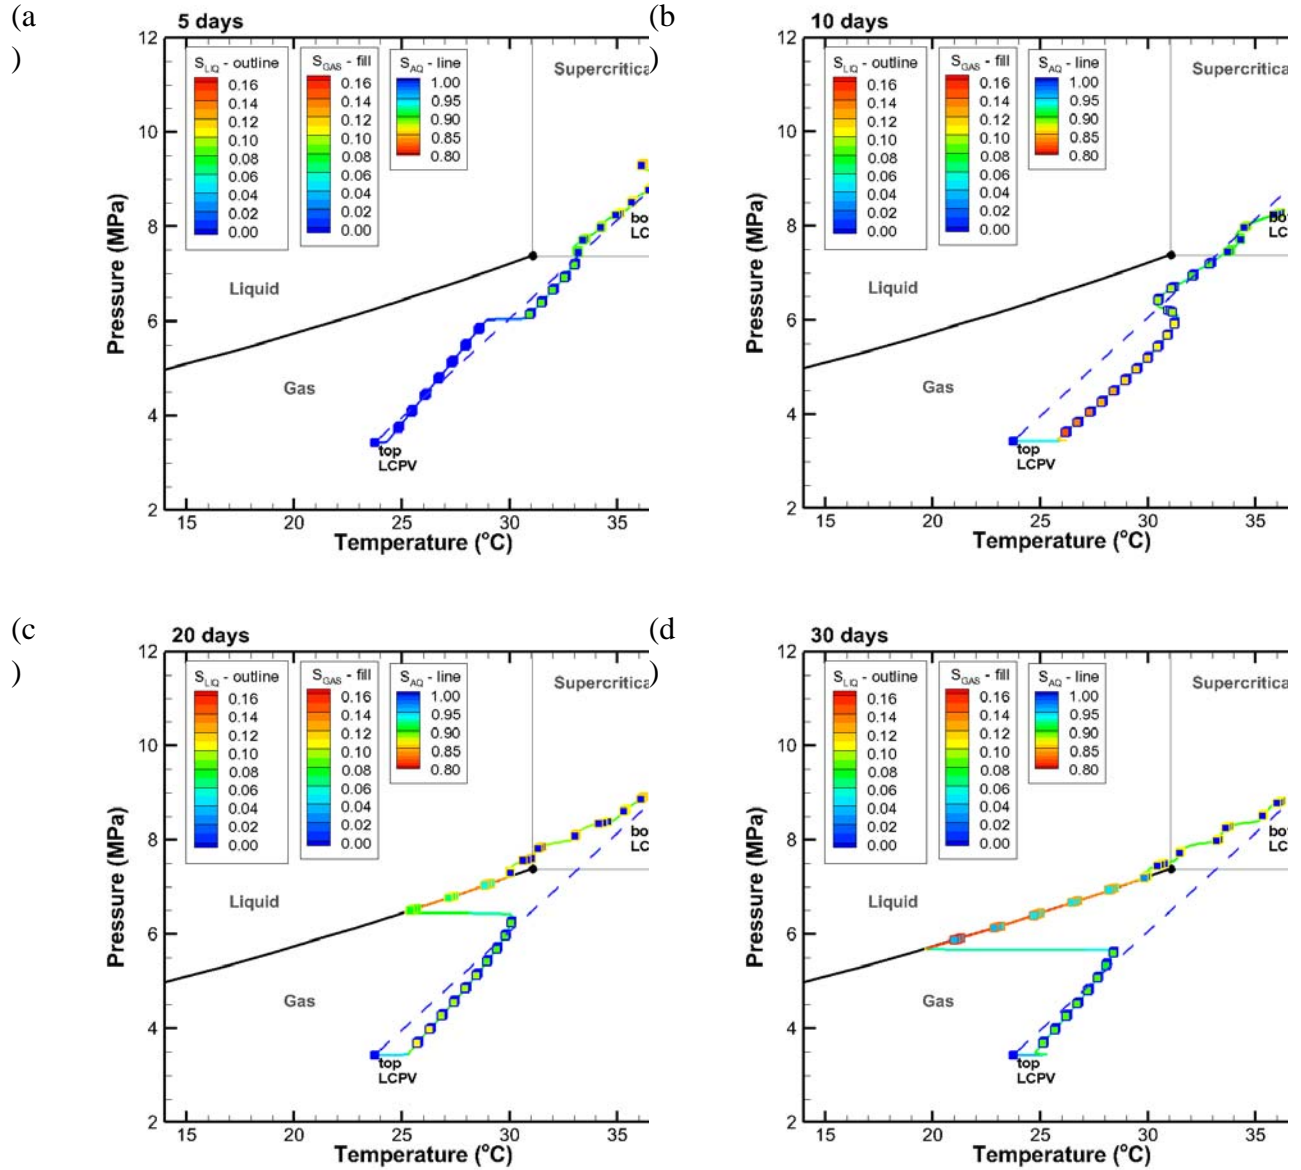 (a
)
5 days
12
10
8
6
4
2
Pressure (MPa)
S_LIQ - outline
0.16
0.14
0.12
0.10
0.08
0.06
0.04
0.02
0.00
S_GAS - fill
0.16
0.14
0.12
0.10
0.08
0.06
0.04
0.02
0.00
S_AQ - line
1.00
0.95
0.90
0.85
0.80
Supercritica
Liquid
Gas
bo
LC
top
LCPV
15 20 25 30 35
Temperature (°C)
(b
)
10 days
12
10
8
6
4
2
Pressure (MPa)
S_LIQ - outline
0.16
0.14
0.12
0.10
0.08
0.06
0.04
0.02
0.00
S_GAS - fill
0.16
0.14
0.12
0.10
0.08
0.06
0.04
0.02
0.00
S_AQ - line
1.00
0.95
0.90
0.85
0.80
Supercritica
Liquid
Gas
bo
LC
top
LCPV
15 20 25 30 35
Temperature (°C)
(c
)
20 days
12
10
8
6
4
2
Pressure (MPa)
S_LIQ - outline
0.16
0.14
0.12
0.10
0.08
0.06
0.04
0.02
0.00
S_GAS - fill
0.16
0.14
0.12
0.10
0.08
0.06
0.04
0.02
0.00
S_AQ - line
1.00
0.95
0.90
0.85
0.80
Supercritica
Liquid
Gas
bo
LC
top
LCPV
15 20 25 30 35
Temperature (°C)
(d
)
30 days
12
10
8
6
4
2
Pressure (MPa)
S_LIQ - outline
0.16
0.14
0.12
0.10
0.08
0.06
0.04
0.02
0.00
S_GAS - fill
0.16
0.14
0.12
0.10
0.08
0.06
0.04
0.02
0.00
S_AQ - line
1.00
0.95
0.90
0.85
0.80
Supercritica
Liquid
Gas
bo
LC
top
LCPV
15 20 25 30 35
Temperature (°C)